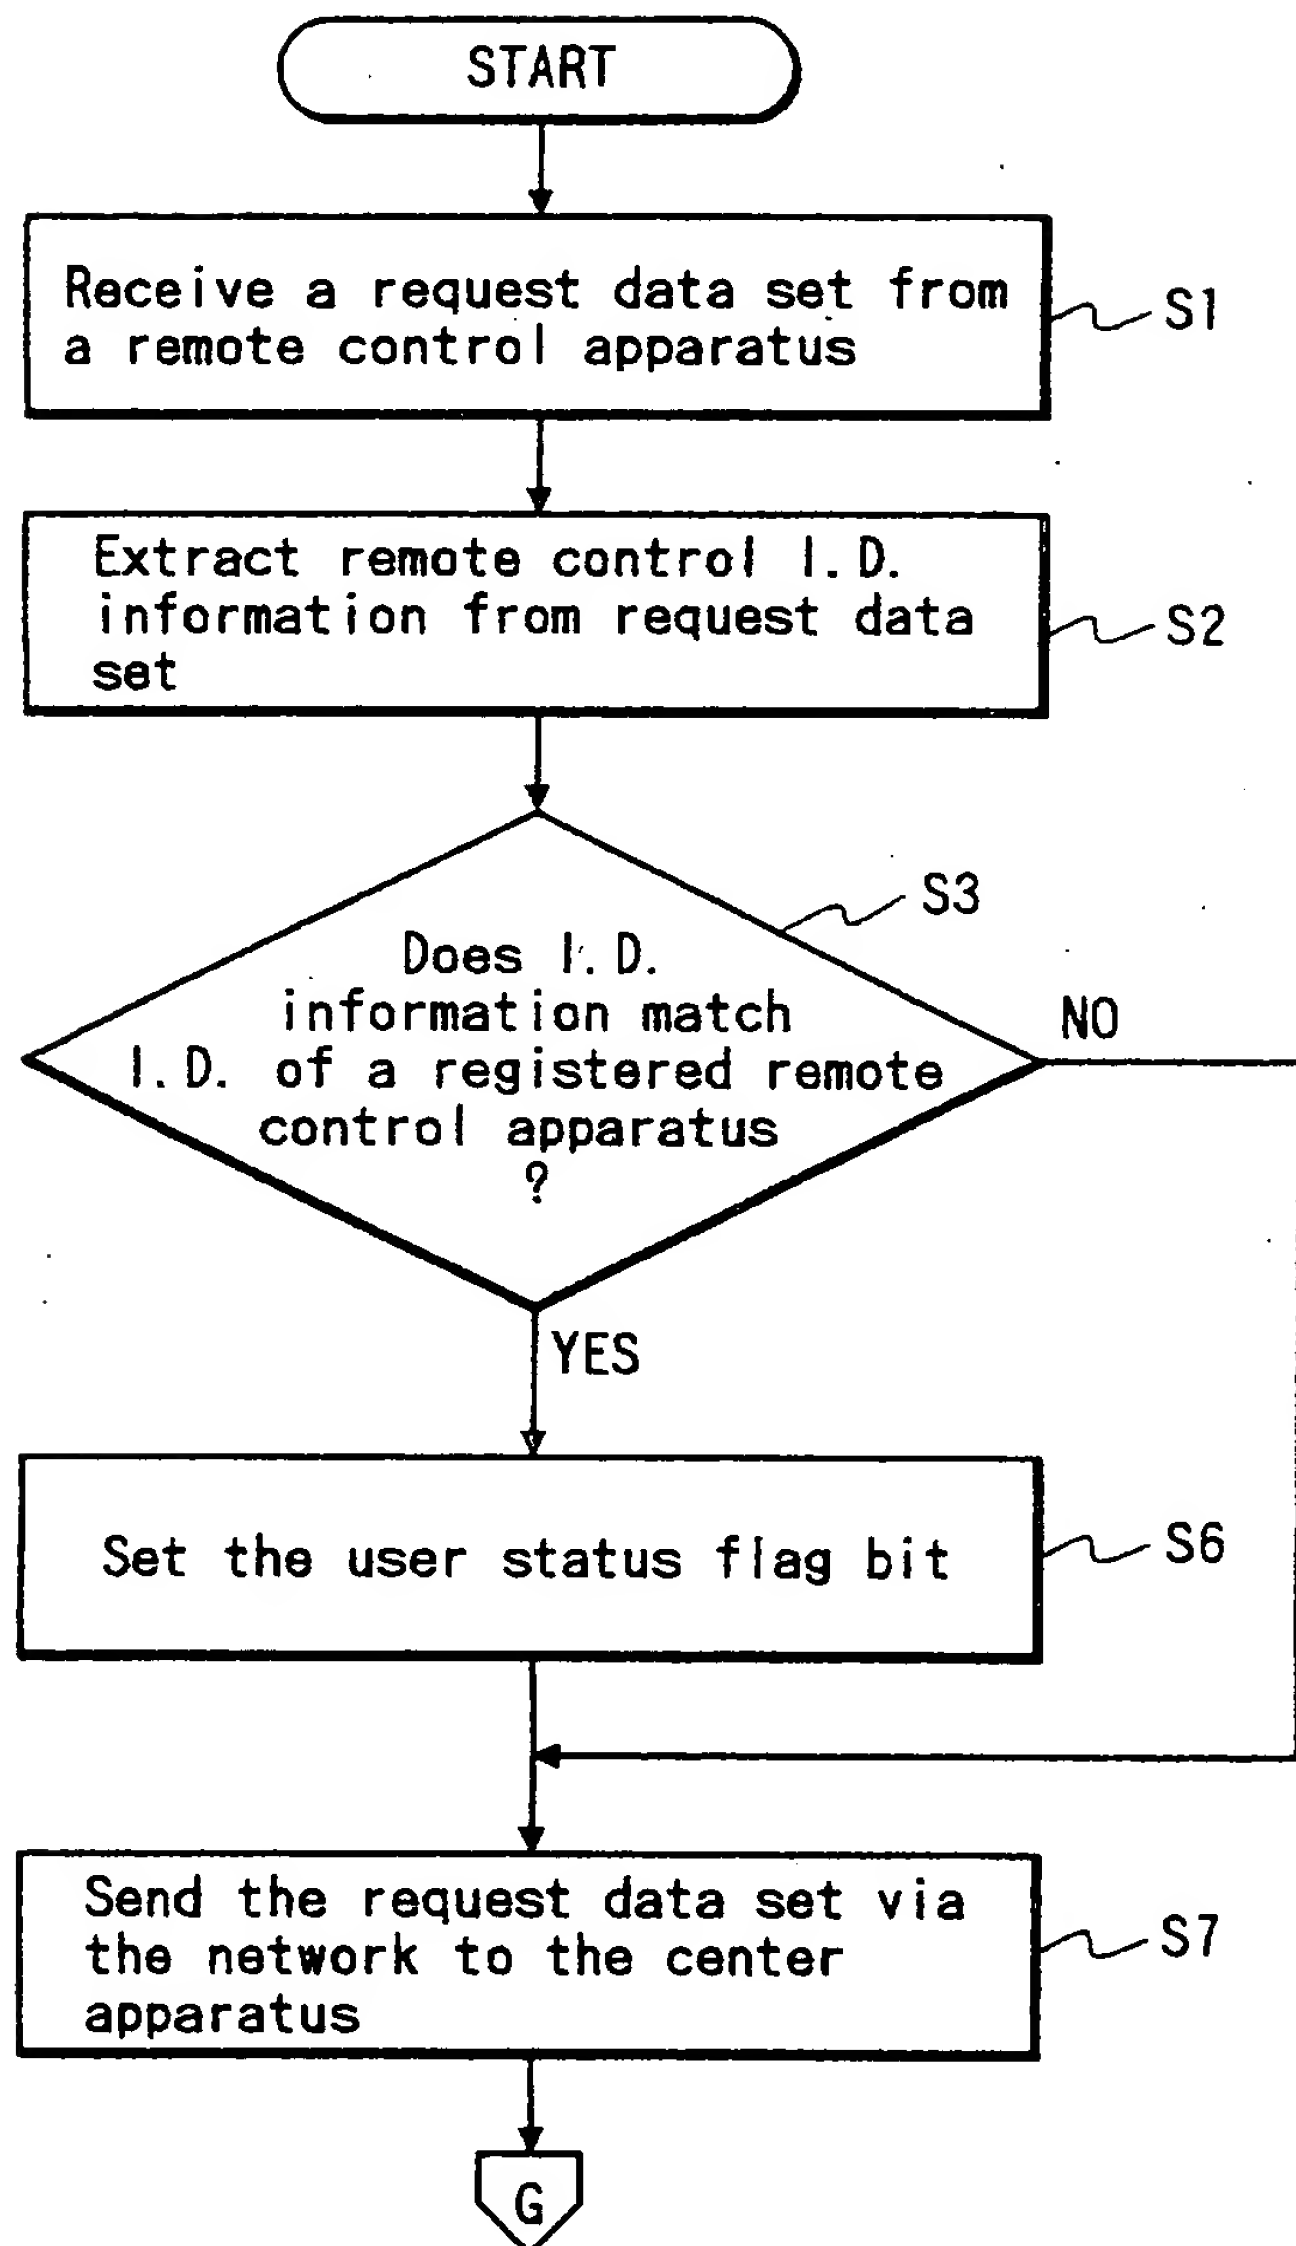 START
Receive a request data set from
a remote control apparatus
S1
Extract remote control I.D.
information from request data
set
S2
S3
Does I.D.
information match
I.D. of a registered remote
control apparatus
?
NO
YES
Set the user status flag bit
S6
Send the request data set via
the network to the center
apparatus
S7
G